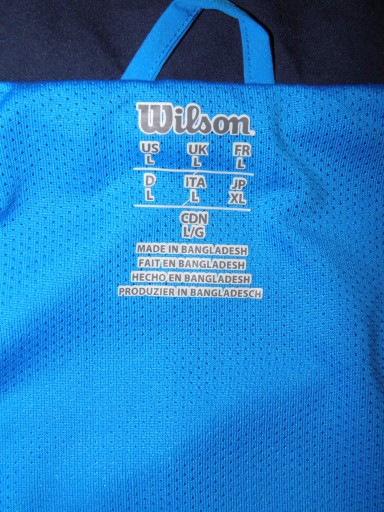 Wilson.
US UK FR
L L L
D ITA JP
L L XL
CDN
L/G
MADE IN BANGLADESH
FAIT EN BANGLADESH
HECHO EN BANGLADESH
PRODUZIER IN BANGLADESCH